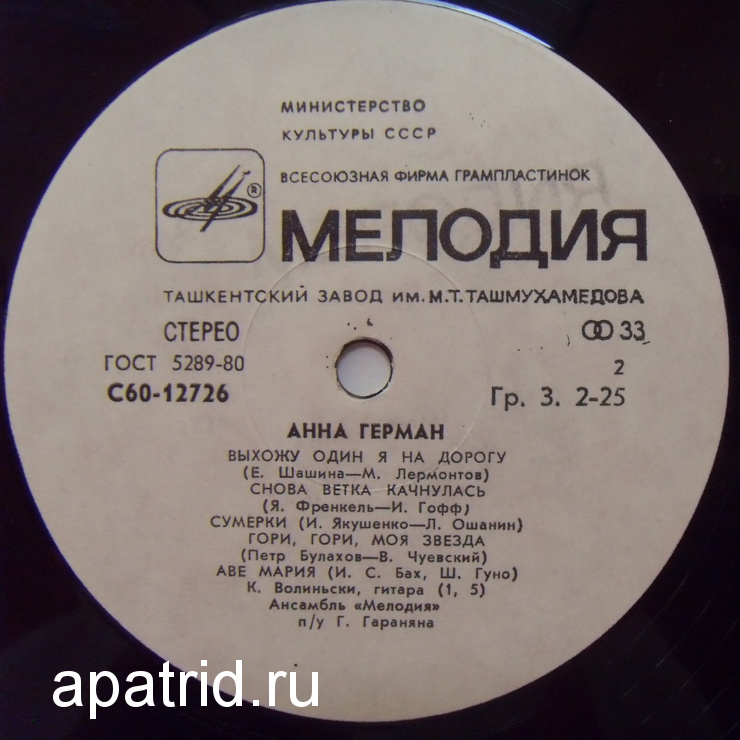 МИНИСТЕРСТВО
КУЛЬТУРЫ СССР
ВСЕСОЮЗНАЯ ФИРМА ГРАМПЛАСТИНОК
®
МЕЛОДИЯ
ТАШКЕНТСКИЙ ЗАВОД ИМ. М.Т. ТАШМУХАМЕДОВА
СТЕРЕО
33
ГОСТ 5289-80
2
С60-12726
Гр. 3. 2-25
АННА ГЕРМАН
ВЫХОЖУ ОДИН Я НА ДОРОГУ
(Е. Шашина—М. Лермонтов)
СНОВА ВЕТКА КАЧНУЛАСЬ
(Я. Френкель—И. Гофф)
СУМЕРКИ (И. Якушенко—Л. Ошанин)
ГОРИ, ГОРИ, МОЯ ЗВЕЗДА
(Петр Булахов—В. Чуевский)
АВЕ МАРИЯ (И. С. Бах, Ш. Гуно)
К. Волиньски, гитара (1, 5)
Ансамбль «Мелодия»
п/у Г. Гараняна
apatrid.ru